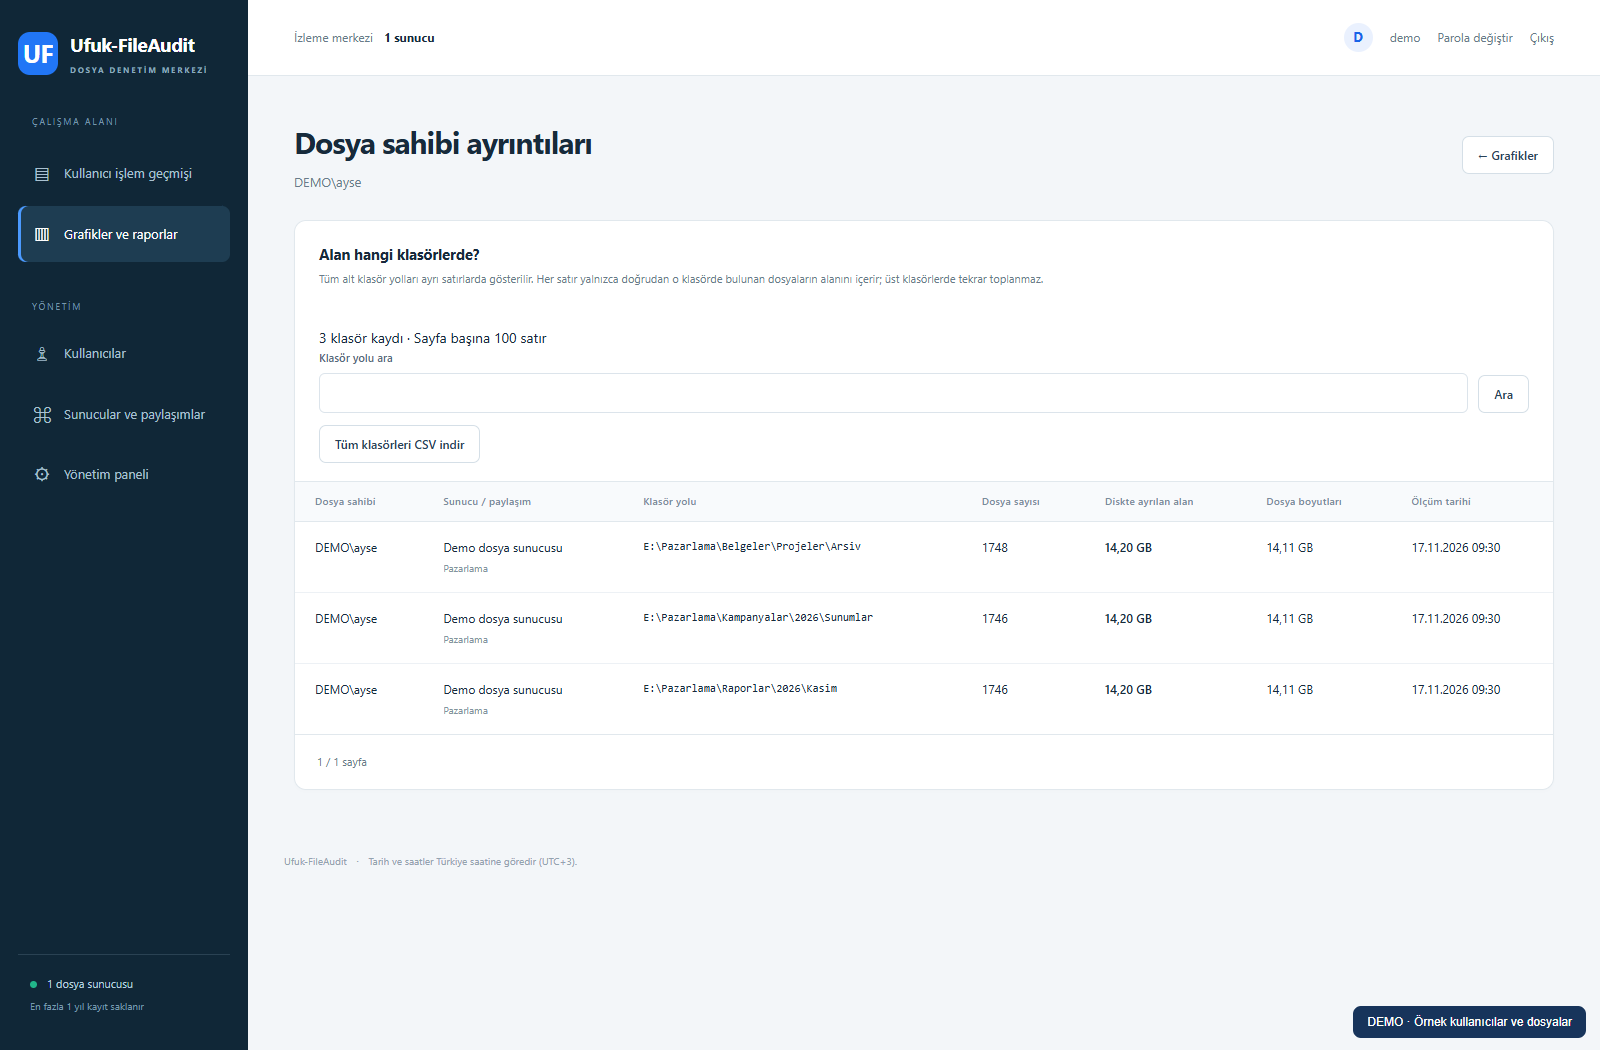 UF
Ufuk-FileAudit
DOSYA DENETİM MERKEZİ
ÇALIŞMA ALANI
Kullanıcı işlem geçmişi
Grafikler ve raporlar
YÖNETİM
Kullanıcılar
Sunucular ve paylaşımlar
Yönetim paneli
1 dosya sunucusu
En fazla 1 yıl kayıt saklanır
İzleme merkezi 1 sunucu
D demo Parola değiştir Çıkış
Dosya sahibi ayrıntıları
DEMO\ayse
← Grafikler
Alan hangi klasörlerde?
Tüm alt klasör yolları ayrı satırlarda gösterilir. Her satır yalnızca doğrudan o klasörde bulunan dosyaların alanını içerir; üst klasörlerde tekrar toplanmaz.
3 klasör kaydı · Sayfa başına 100 satır
Klasör yolu ara
Ara
Tüm klasörleri CSV indir
Dosya sahibi Sunucu / paylaşım Klasör yolu Dosya sayısı Diskte ayrılan alan Dosya boyutları Ölçüm tarihi
DEMO\ayse Demo dosya sunucusu E:\Pazarlama\Belgeler\Projeler\Arsiv 1748 14,20 GB 14,11 GB 17.11.2026 09:30
Pazarlama
DEMO\ayse Demo dosya sunucusu E:\Pazarlama\Kampanyalar\2026\Sunumlar 1746 14,20 GB 14,11 GB 17.11.2026 09:30
Pazarlama
DEMO\ayse Demo dosya sunucusu E:\Pazarlama\Raporlar\2026\Kasim 1746 14,20 GB 14,11 GB 17.11.2026 09:30
Pazarlama
1 / 1 sayfa
Ufuk-FileAudit · Tarih ve saatler Türkiye saatine göredir (UTC+3).
DEMO · Örnek kullanıcılar ve dosyalar